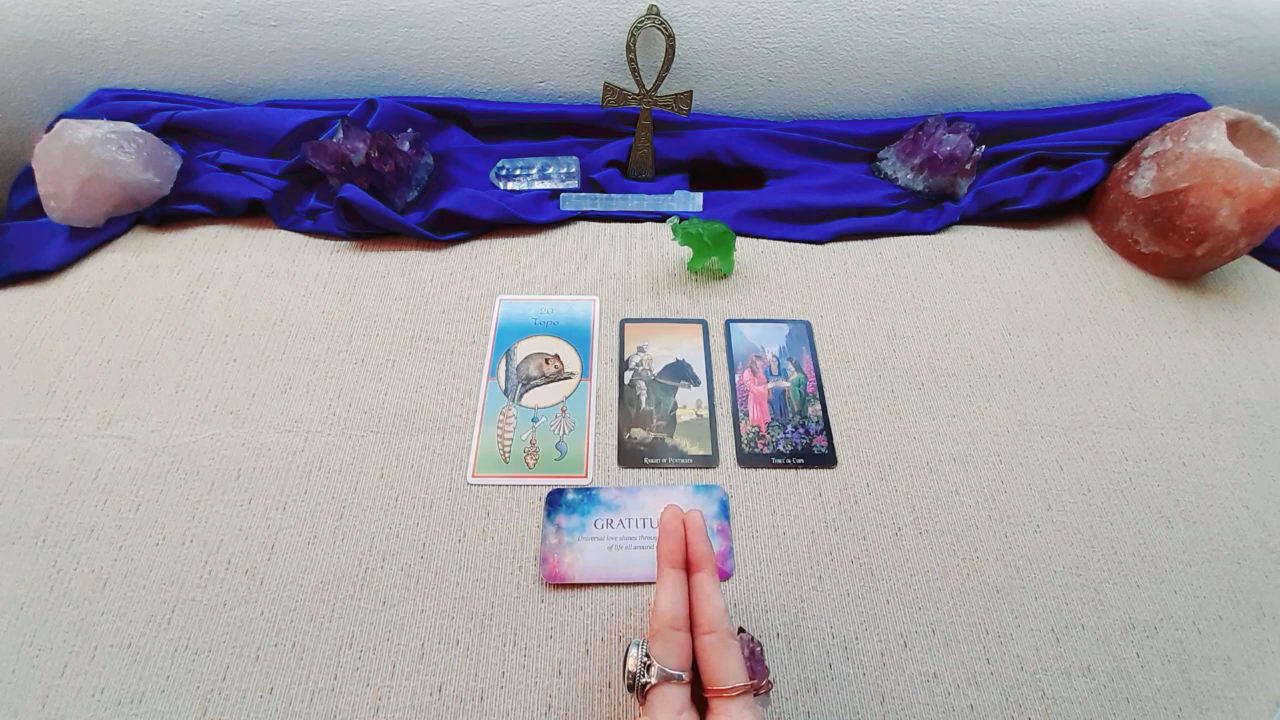 20
Topo
KNIGHT OF PENTACLES
THREE OF CUPS
GRATITU
Universal love shines throug
of life all around